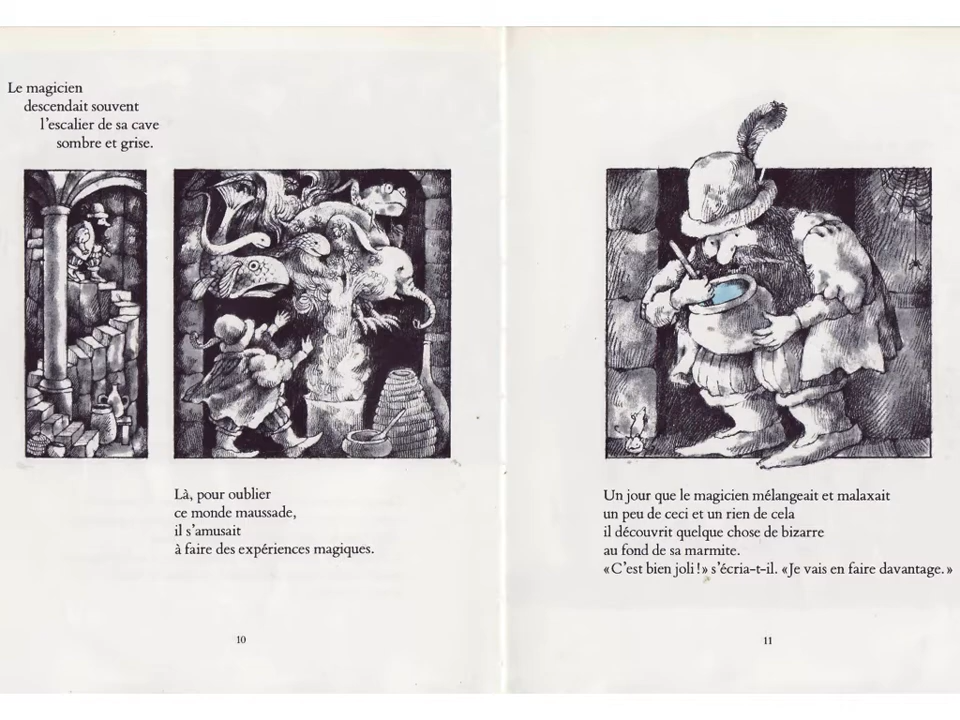 Le magicien
descendait souvent
l'escalier de sa cave
sombre et grise.
Là, pour oublier
ce monde maussade,
il s'amusait
à faire des expériences magiques.
10
Un jour que le magicien mélangeait et malaxait
un peu de ceci et un rien de cela
il découvrit quelque chose de bizarre
au fond de sa marmite.
«C'est bien joli!» s'écria-t-il. «Je vais en faire davantage.»
11